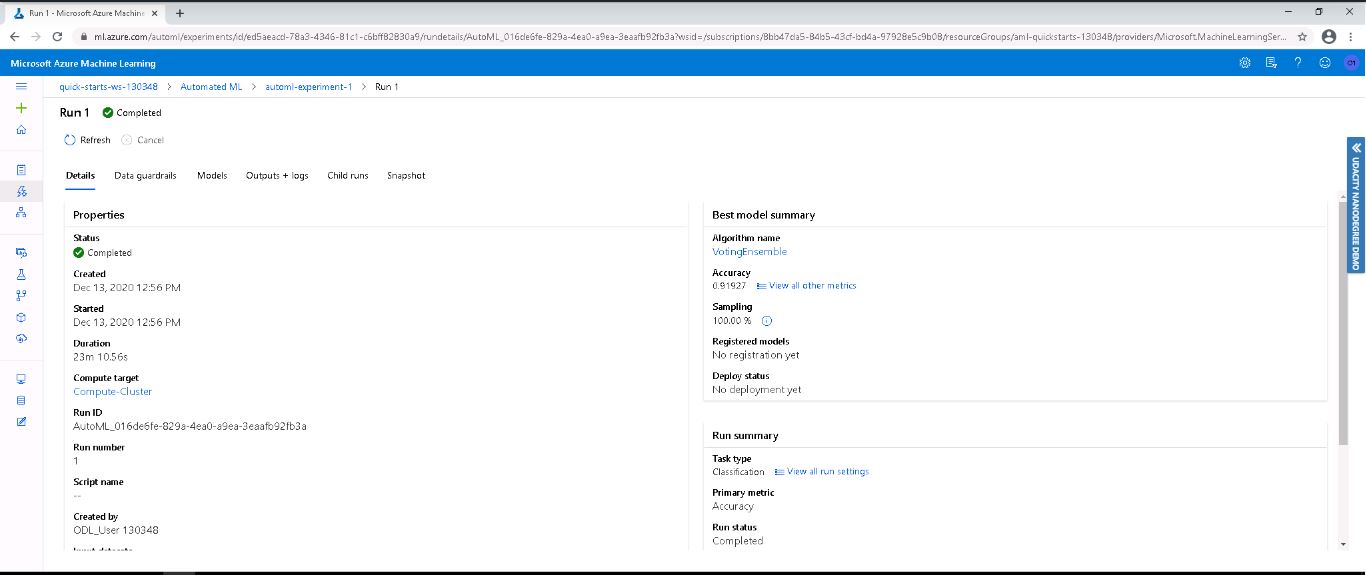 Run 1 - Microsoft Azure Machine
ml.azure.com/automl/experiments/id/ed5aeacd-78a3-4346-81c1-c6bff82830a9/rundetails/AutoML_016de6fe-829a-4ea0-a9ea-3eaafb92fb3a?wsid=/subscriptions/8bb47da5-84b5-43cf-bd4a-97928e5c9b08/resourceGroups/aml-quickstarts-130348/providers/Microsoft.MachineLearningSer...
Microsoft Azure Machine Learning
O1
quick-starts-ws-130348 > Automated ML > automl-experiment-1 > Run 1
Run 1 Completed
Refresh Cancel
Details Data guardrails Models Outputs + logs Child runs Snapshot
Properties
Status
Completed
Created
Dec 13, 2020 12:56 PM
Started
Dec 13, 2020 12:56 PM
Duration
23m 10.56s
Compute target
Compute-Cluster
Run ID
AutoML_016de6fe-829a-4ea0-a9ea-3eaafb92fb3a
Run number
1
Script name
--
Created by
ODL_User 130348
Input datasets
Best model summary
Algorithm name
VotingEnsemble
Accuracy
0.91927 View all other metrics
Sampling
100.00 %
Registered models
No registration yet
Deploy status
No deployment yet
Run summary
Task type
Classification View all run settings
Primary metric
Accuracy
Run status
Completed
UDACITY NANODEGREE DEMO